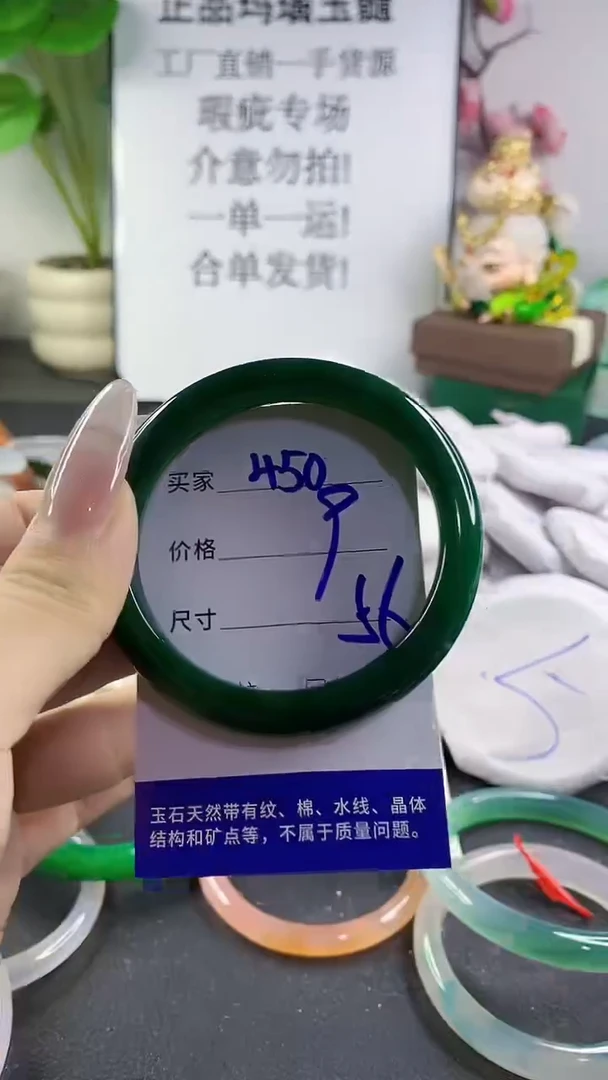 正品玛瑙玉髓
工厂直销一手货源
瑕疵专场
介意勿拍!
一单一运!
合单发货!
买家 450
价格 9
尺寸 56
玉石天然带有纹、棉、水线、晶体
结构和矿点等，不属于质量问题。